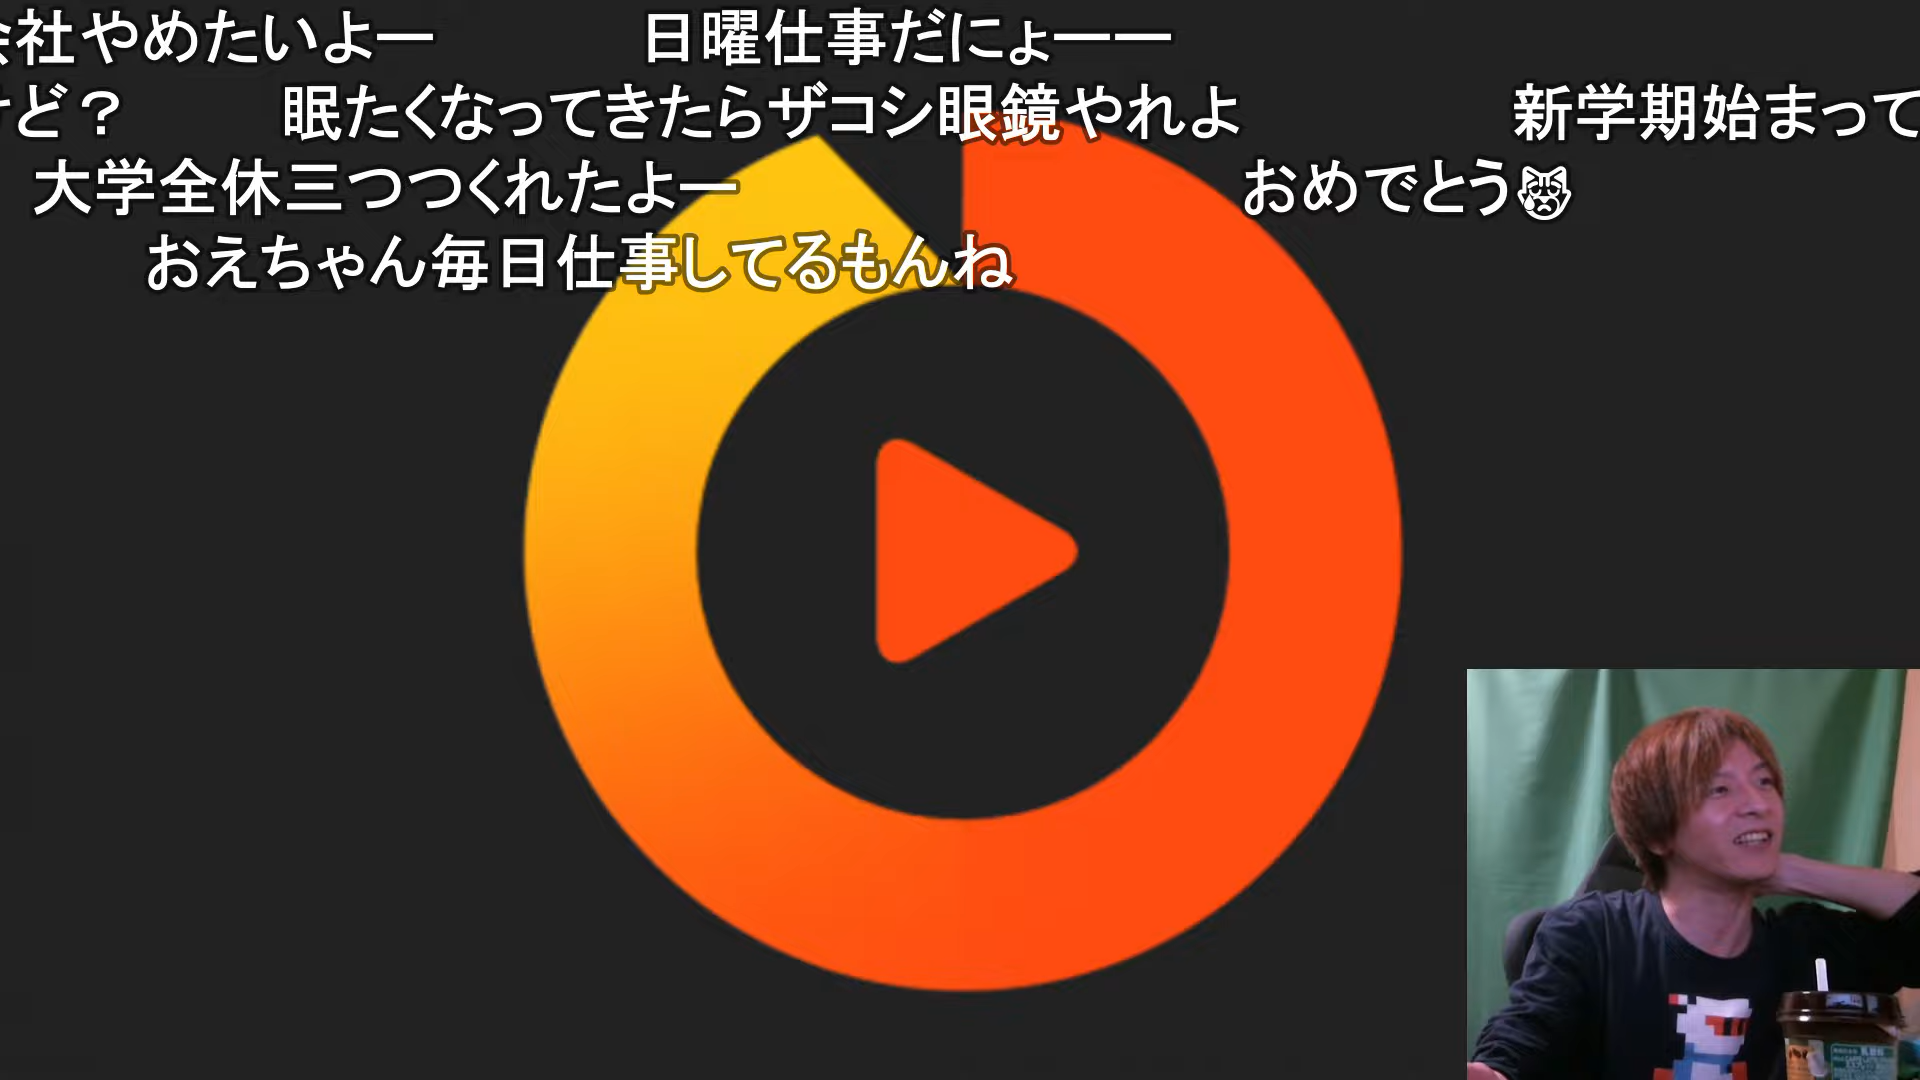 会社やめたいよー
日曜仕事だにょーー
けど？
眠たくなってきたらザコシ眼鏡やれよ
新学期始まって
大学全休三つつくれたよー
おめでとう😿
おえちゃん毎日仕事してるもんね